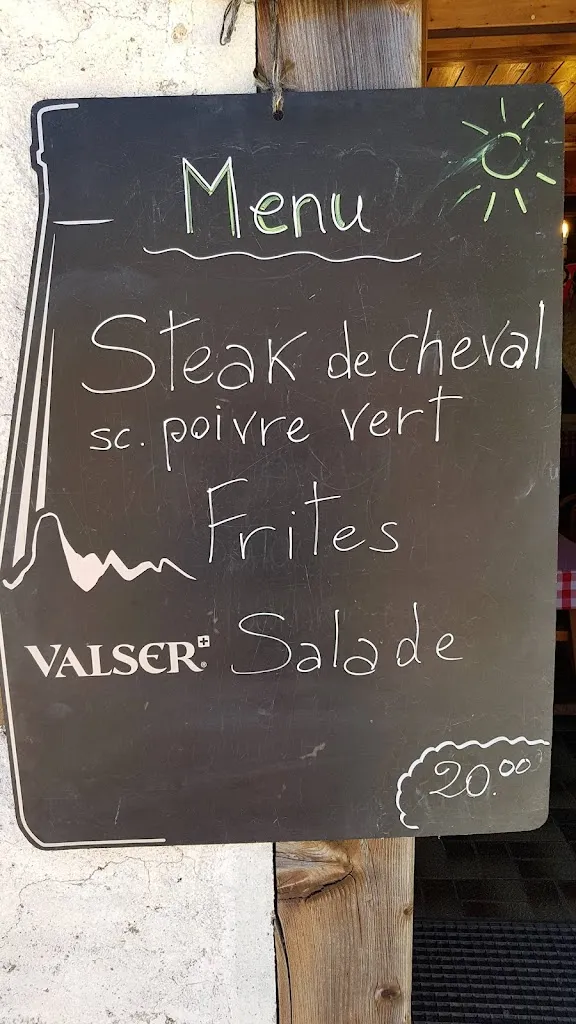 Menu
Steak de cheval
sc. poivre vert
Frites
VALSER® Salade
20.00